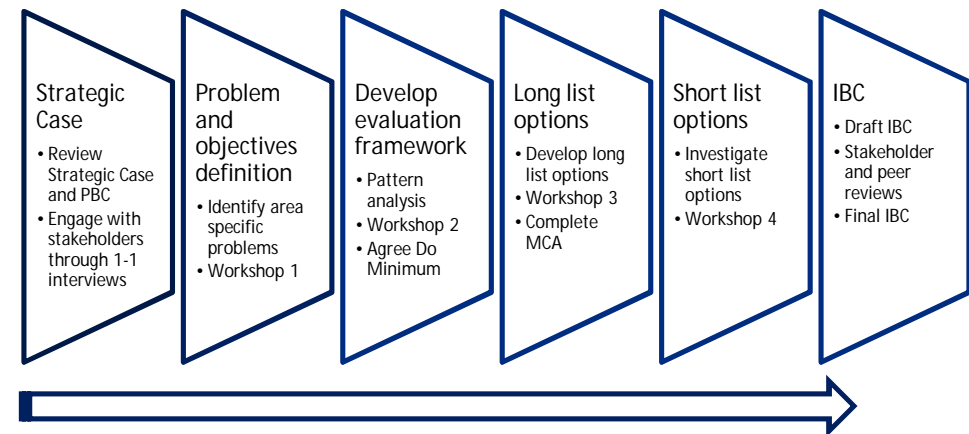 Strategic
Case
• Review
Strategic Case
and PBC
• Engage with
stakeholders
through 1-1
interviews
Problem
and
objectives
definition
• Identify area
specific
problems
• Workshop 1
Develop
evaluation
framework
• Pattern
analysis
• Workshop 2
• Agree Do
Minimum
Long list
options
• Develop long
list options
• Workshop 3
• Complete
MCA
Short list
options
• Investigate
short list
options
• Workshop 4
IBC
• Draft IBC
• Stakeholder
and peer
reviews
• Final IBC